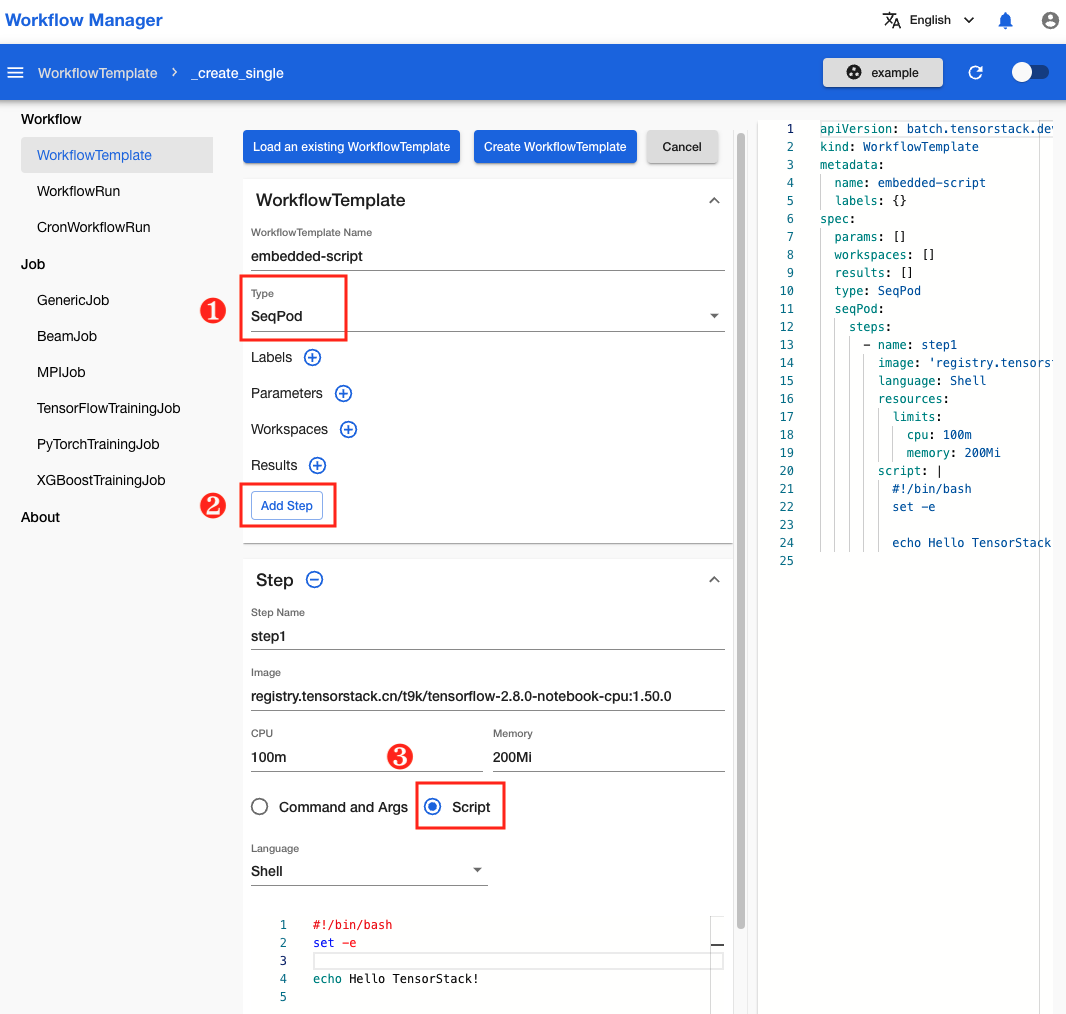 Workflow Manager
English
WorkflowTemplate > _create_single
example
Workflow
WorkflowTemplate
WorkflowRun
CronWorkflowRun
Job
GenericJob
BeamJob
MPIJob
TensorFlowTrainingJob
PyTorchTrainingJob
XGBoostTrainingJob
About
Load an existing WorkflowTemplate
Create WorkflowTemplate
Cancel
WorkflowTemplate
WorkflowTemplate Name
embedded-script
1
Type
SeqPod
Labels
Parameters
Workspaces
Results
2
Add Step
Step
Step Name
step1
Image
registry.tensorstack.cn/t9k/tensorflow-2.8.0-notebook-cpu:1.50.0
CPU
100m
Memory
200Mi
3
Command and Args
Script
Language
Shell
1 #!/bin/bash
2 set -e
3
4 echo Hello TensorStack!
5
1 apiVersion: batch.tensorstack.dev
2 kind: WorkflowTemplate
3 metadata:
4 name: embedded-script
5 labels: {}
6 spec:
7 params: []
8 workspaces: []
9 results: []
10 type: SeqPod
11 seqPod:
12 steps:
13 - name: step1
14 image: 'registry.tensorst
15 language: Shell
16 resources:
17 limits:
18 cpu: 100m
19 memory: 200Mi
20 script: |
21 #!/bin/bash
22 set -e
23
24 echo Hello TensorStack
25